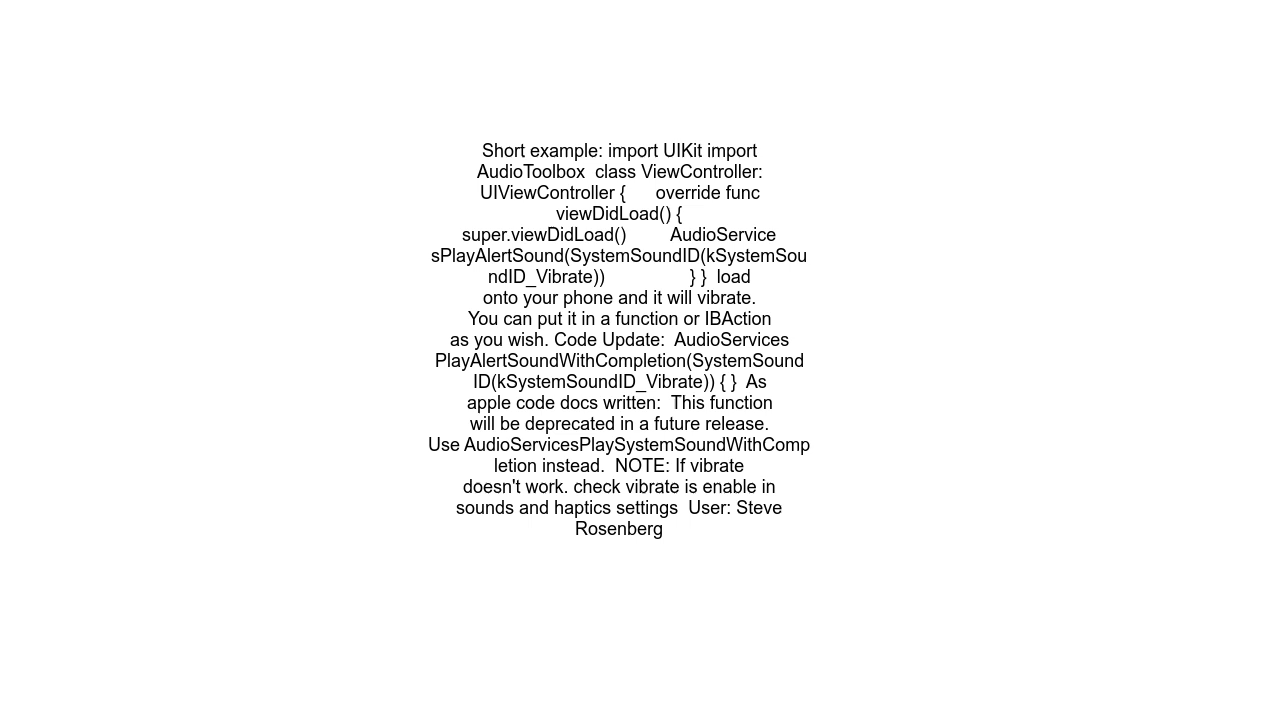 Short example: import UIKit import
AudioToolbox  class ViewController:
UIViewController {      override func
viewDidLoad() {
super.viewDidLoad()         AudioService
sPlayAlertSound(SystemSoundID(kSystemSou
ndID_Vibrate))                 } }  load
onto your phone and it will vibrate.
You can put it in a function or IBAction
as you wish. Code Update:  AudioServices
PlayAlertSoundWithCompletion(SystemSound
ID(kSystemSoundID_Vibrate)) { }  As
apple code docs written:  This function
will be deprecated in a future release.
Use AudioServicesPlaySystemSoundWithComp
letion instead.  NOTE: If vibrate
doesn't work. check vibrate is enable in
sounds and haptics settings  User: Steve
Rosenberg